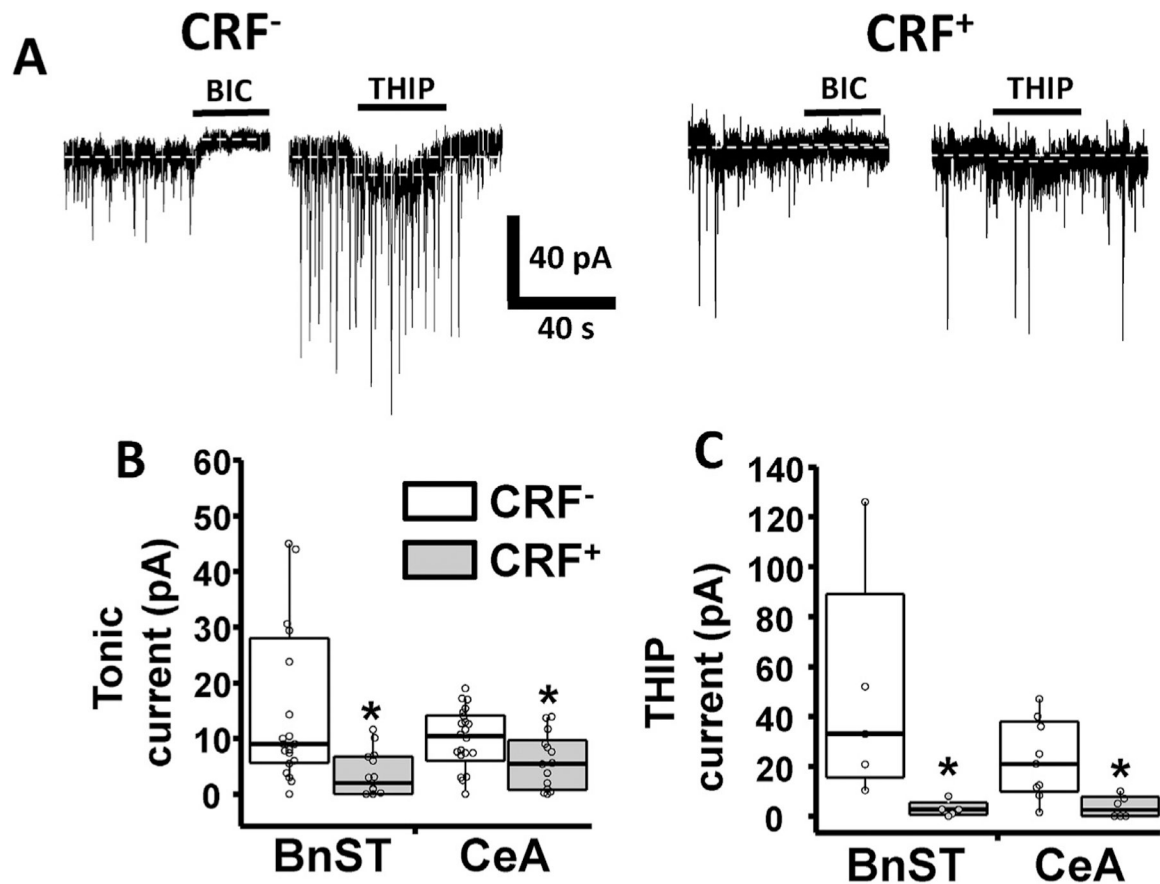 CRF⁻ CRF⁺
A
BIC THIP BIC THIP
40 pA
40 s
B C
60
50
40
30
20
10
0
Tonic
current (pA)
CRF⁻
CRF⁺
* *
BnST CeA
140
120
100
80
60
40
20
0
THIP
current (pA)
* *
BnST CeA